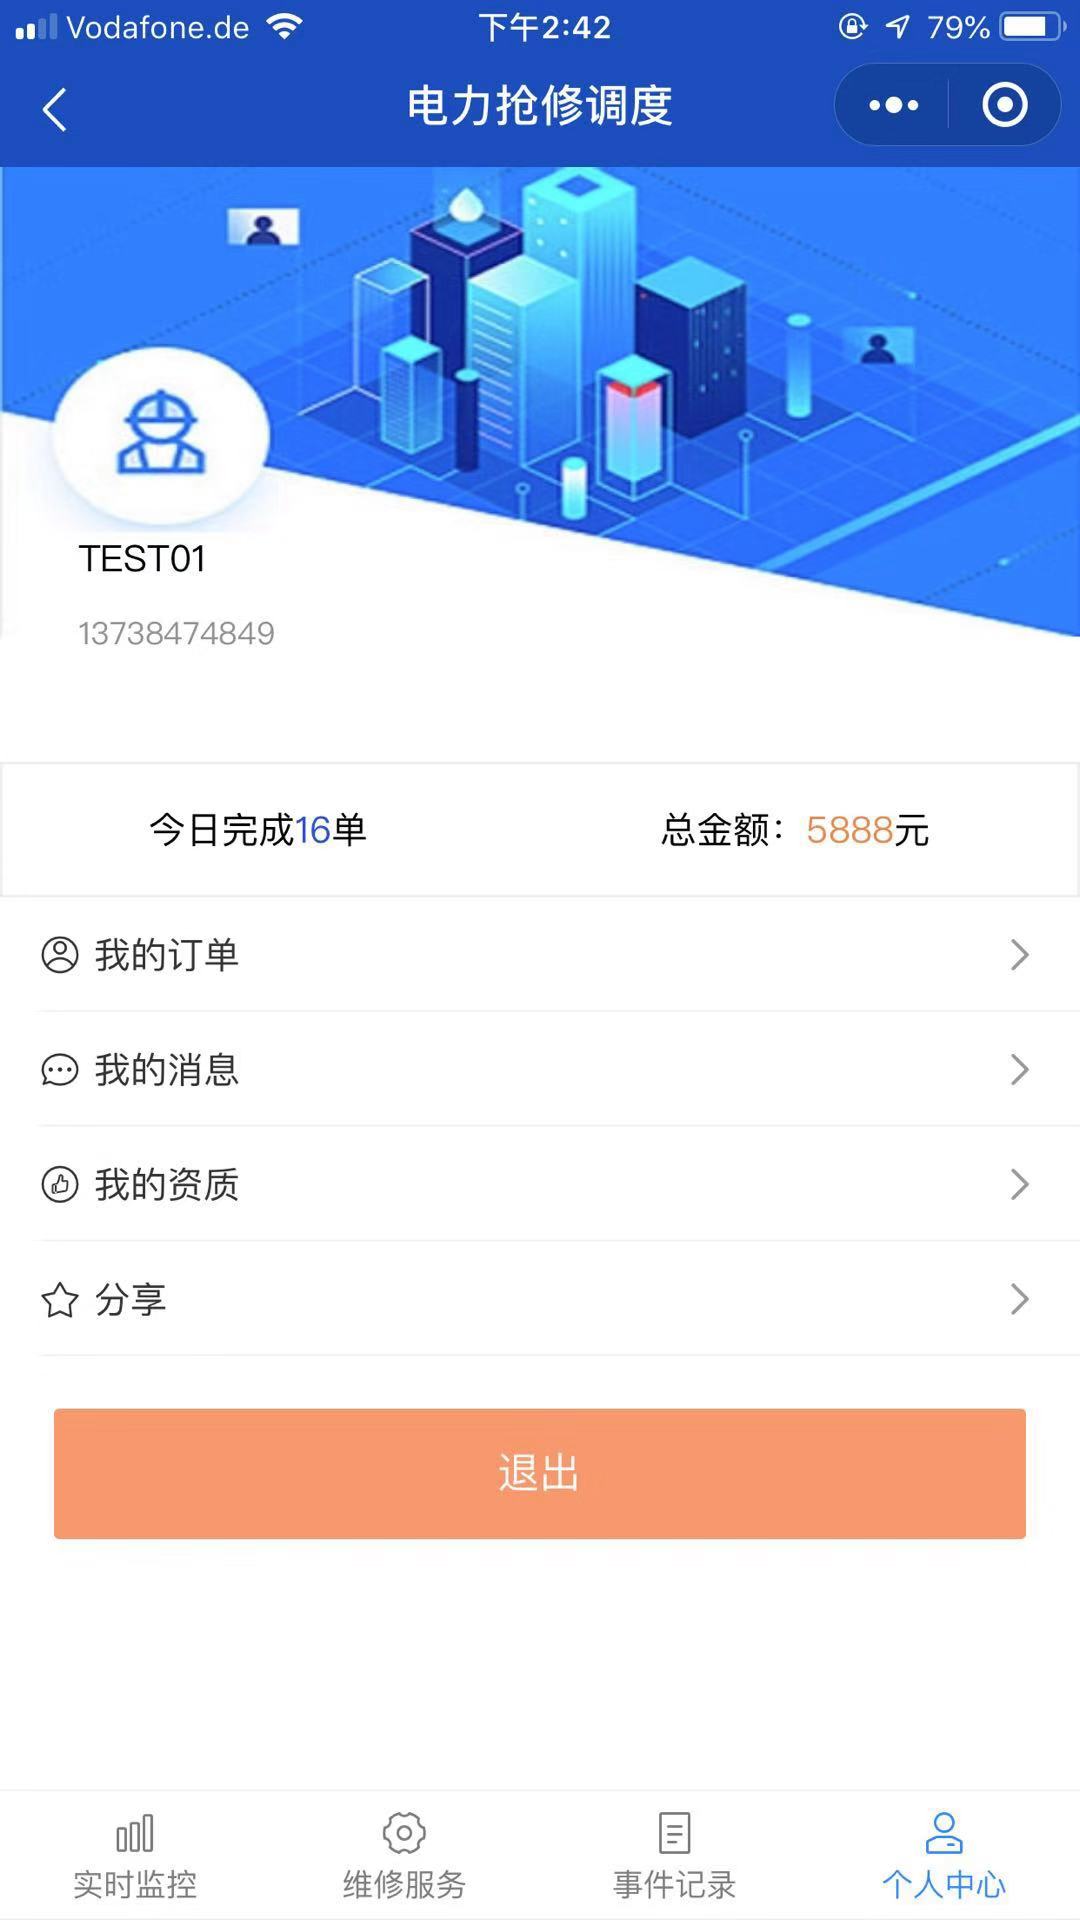 Vodafone.de 下午2:42 79%
电力抢修调度
TEST01
13738474849
今日完成16单 总金额：5888元
我的订单
我的消息
我的资质
分享
退出
实时监控 维修服务 事件记录 个人中心